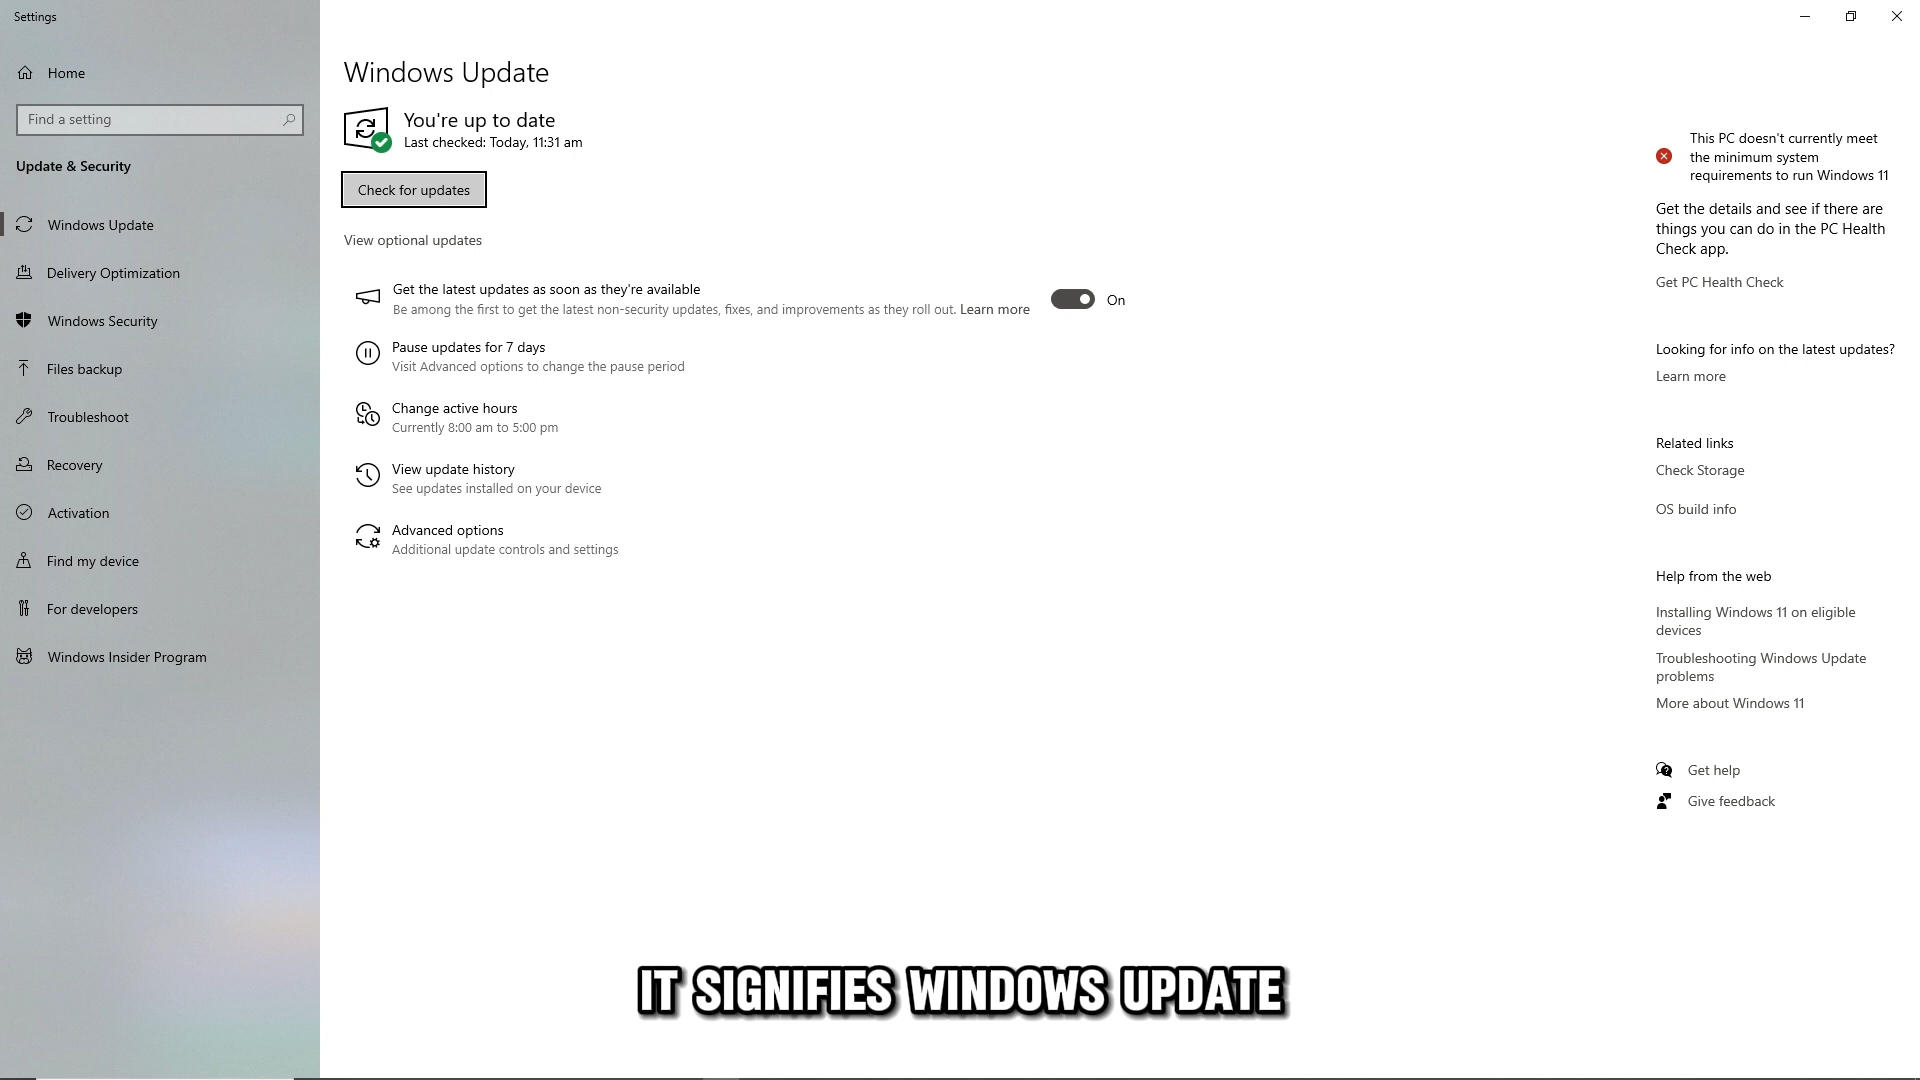 Settings
Home
Find a setting
Update & Security
Windows Update
Delivery Optimization
Windows Security
Files backup
Troubleshoot
Recovery
Activation
Find my device
For developers
Windows Insider Program
Windows Update
You're up to date
Last checked: Today, 11:31 am
Check for updates
View optional updates
Get the latest updates as soon as they're available
Be among the first to get the latest non-security updates, fixes, and improvements as they roll out. Learn more
On
Pause updates for 7 days
Visit Advanced options to change the pause period
Change active hours
Currently 8:00 am to 5:00 pm
View update history
See updates installed on your device
Advanced options
Additional update controls and settings
This PC doesn't currently meet
the minimum system
requirements to run Windows 11
Get the details and see if there are
things you can do in the PC Health
Check app.
Get PC Health Check
Looking for info on the latest updates?
Learn more
Related links
Check Storage
OS build info
Help from the web
Installing Windows 11 on eligible
devices
Troubleshooting Windows Update
problems
More about Windows 11
Get help
Give feedback
IT SIGNIFIES WINDOWS UPDATE